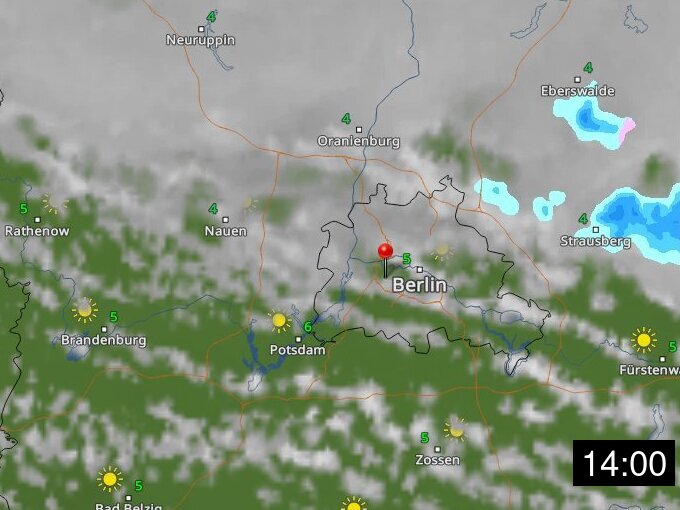 4
Neuruppin
4
Eberswalde
4
Oranienburg
5
Rathenow
4
Nauen
4
Strausberg
5
Berlin
5
Brandenburg
6
Potsdam
5
Fürstenwa
5
Zossen
14:00
5
Bad Belzig